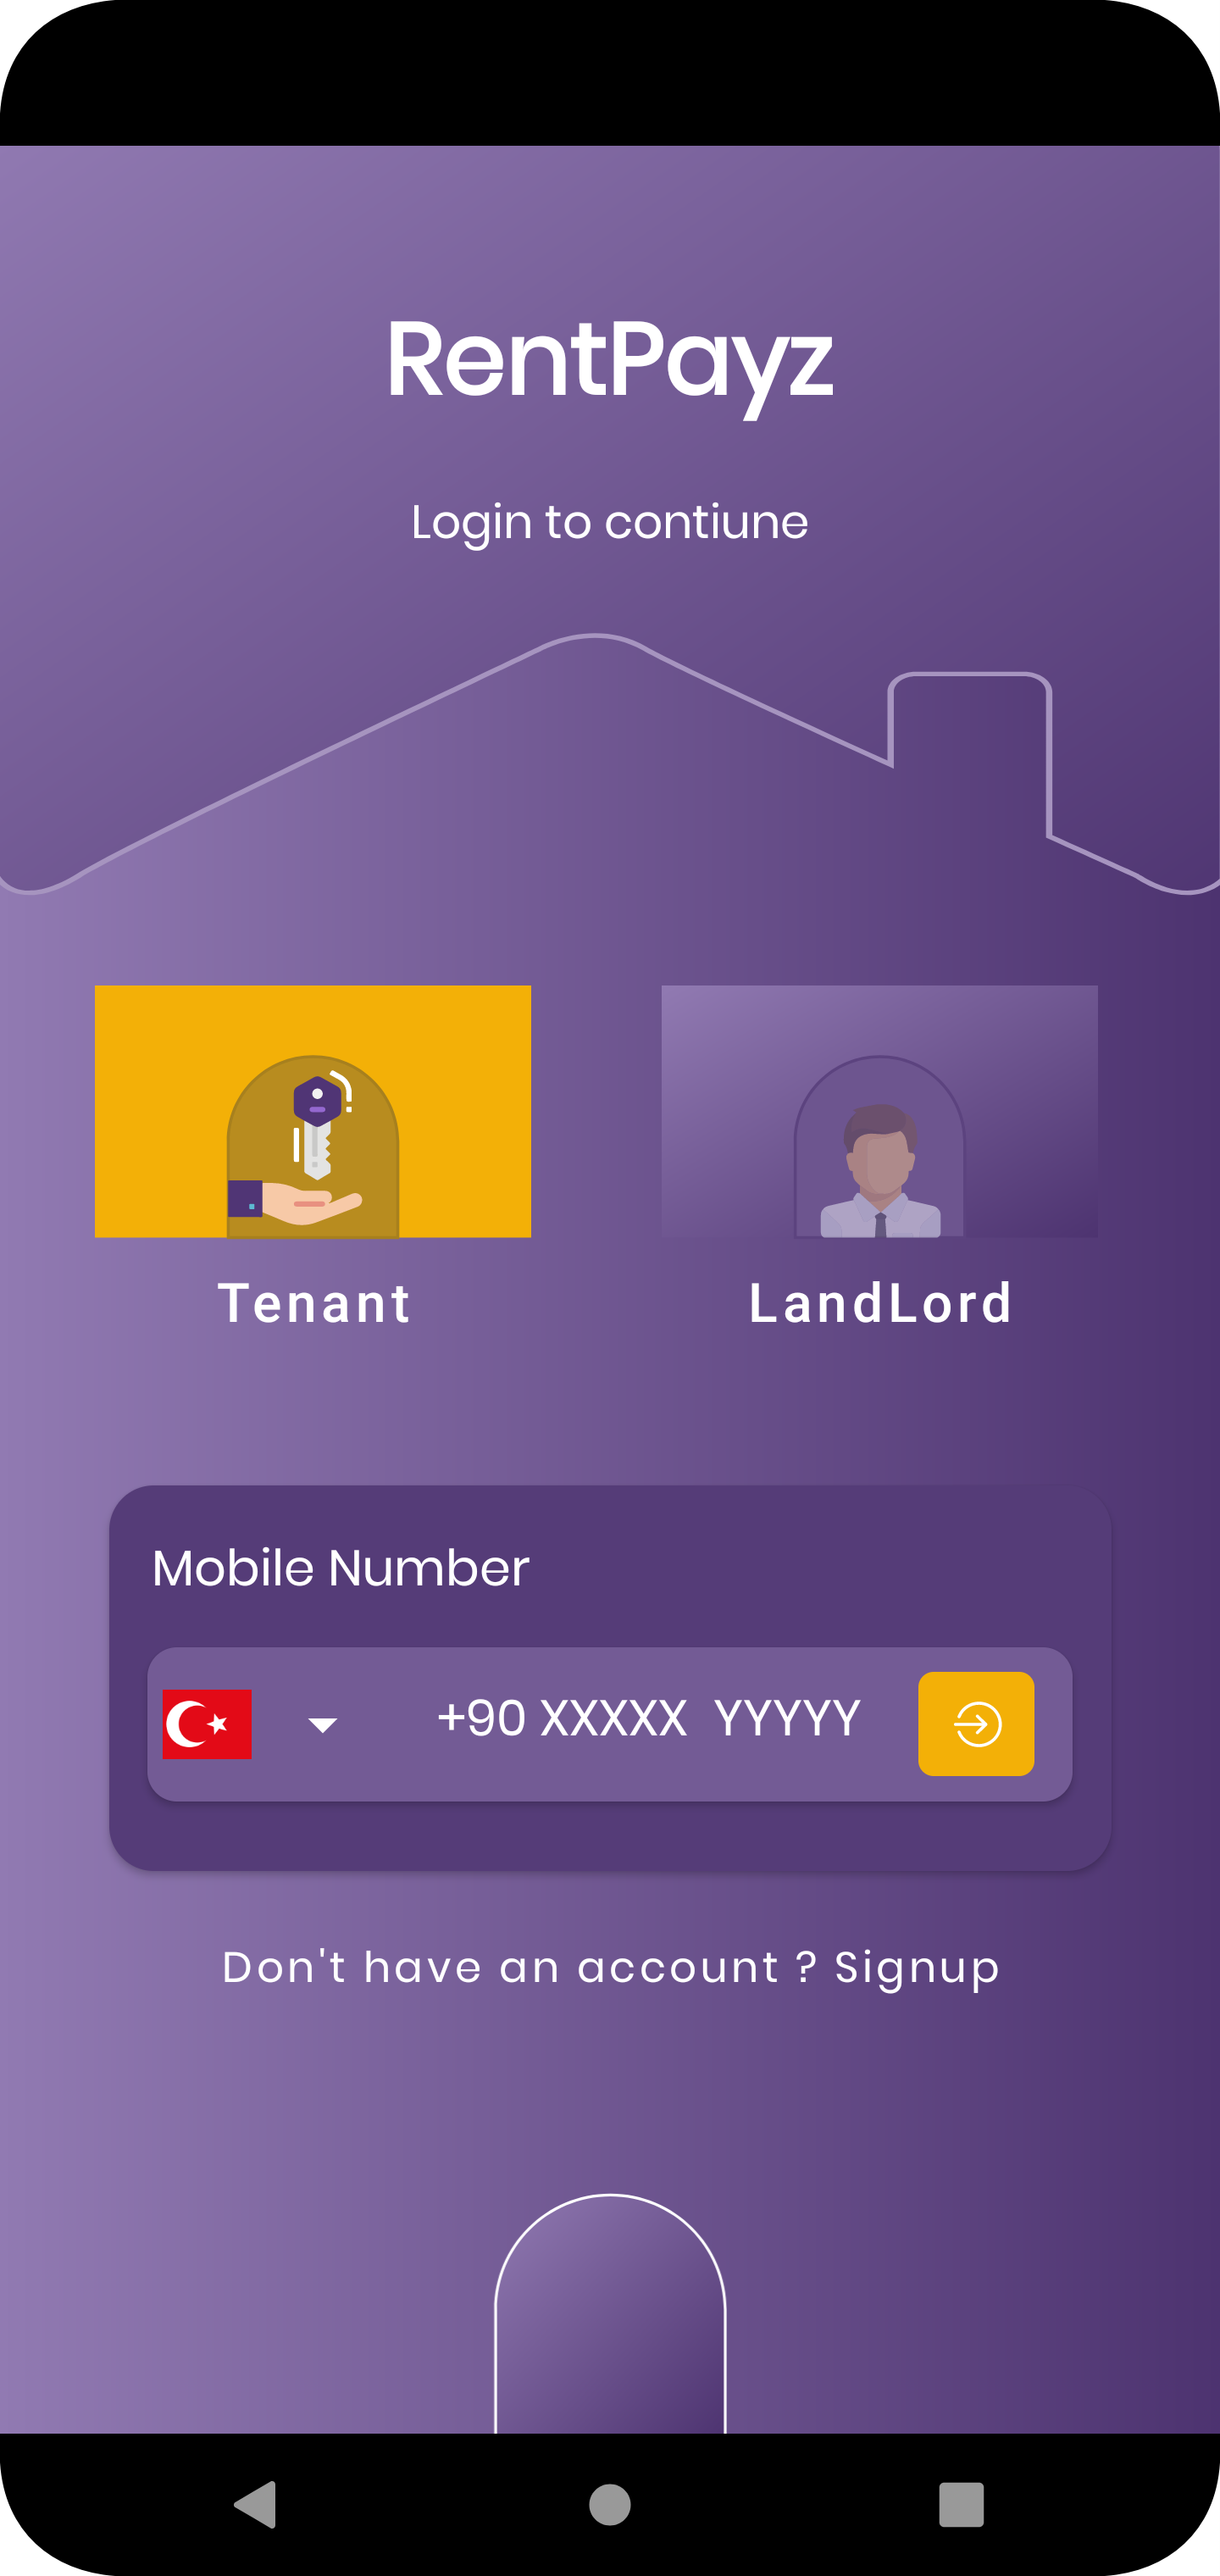 RentPayz
Login to contiune
Tenant
LandLord
Mobile Number
+90 XXXXX  YYYYY
Don't have an account ? Signup